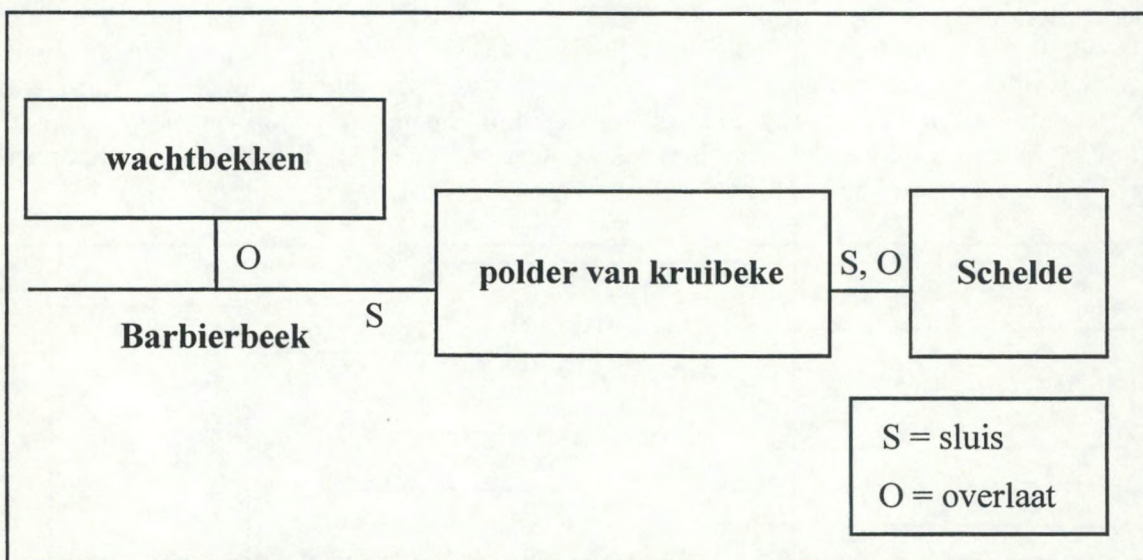 wachtbekken
O
polder van kruibeke
S, O
Schelde
S
Barbierbeek
S = sluis
O = overlaat